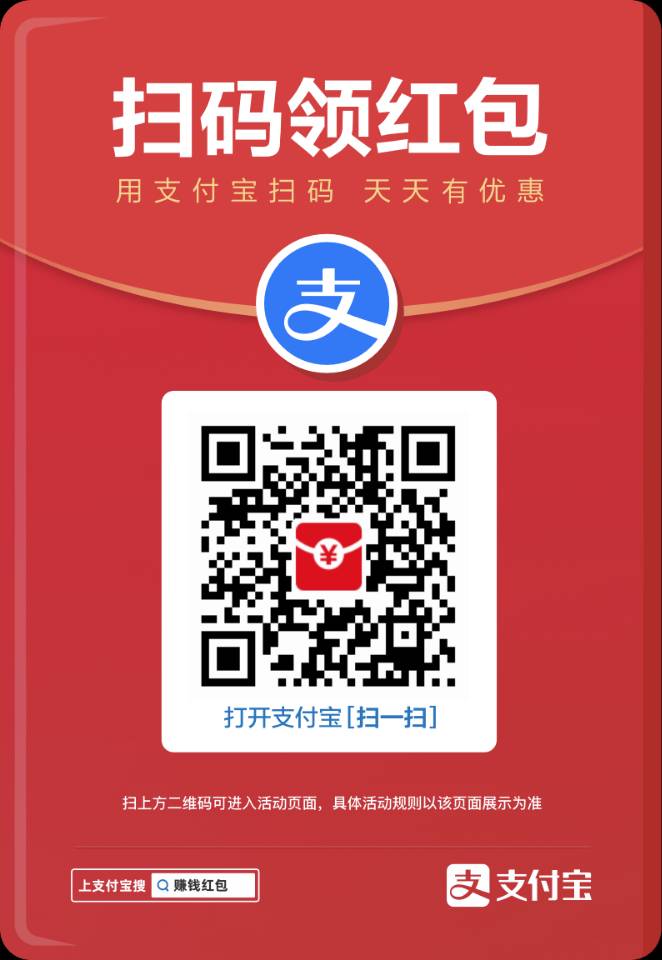 扫码领红包
用支付宝扫码 天天有优惠
支
¥
打开支付宝[扫一扫]
扫上方二维码可进入活动页面，具体活动规则以该页面展示为准
上支付宝搜 赚钱红包
支 支付宝